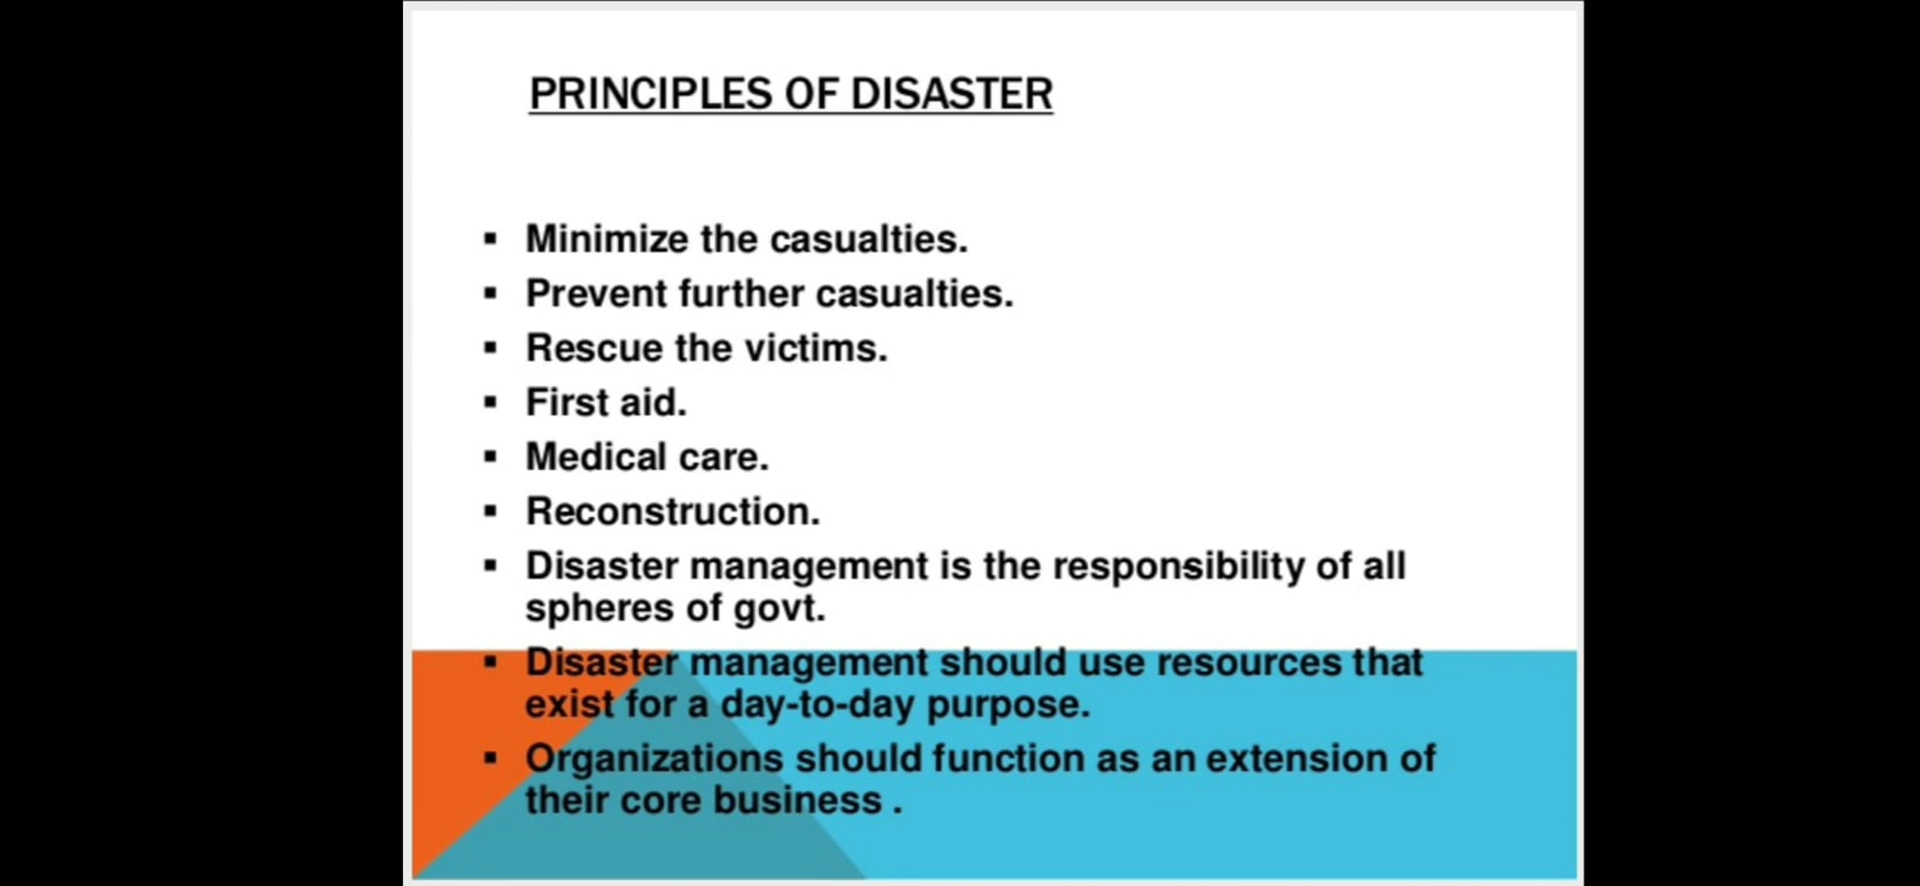 PRINCIPLES OF DISASTER
▪ Minimize the casualties.
▪ Prevent further casualties.
▪ Rescue the victims.
▪ First aid.
▪ Medical care.
▪ Reconstruction.
▪ Disaster management is the responsibility of all
spheres of govt.
▪ Disaster management should use resources that
exist for a day-to-day purpose.
▪ Organizations should function as an extension of
their core business .